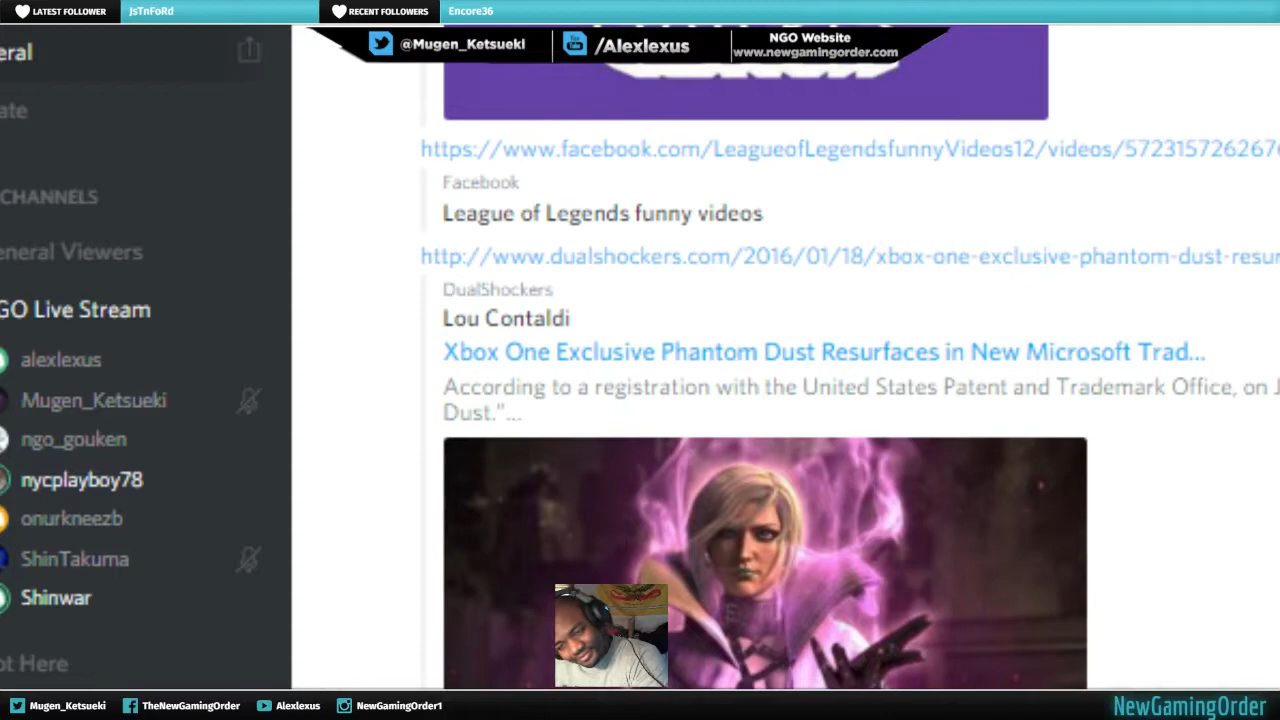 LATEST FOLLOWER
JsTnFoRd
RECENT FOLLOWERS
Encore36
@Mugen_Ketsueki
/Alexlexus
NGO Website
www.newgamingorder.com
eral
ate
CHANNELS
eneral Viewers
GO Live Stream
alexlexus
Mugen_Ketsueki
ngo_gouken
nycplayboy78
onurkneezb
ShinTakuma
Shinwar
ot Here
https://www.facebook.com/LeagueofLegendsfunnyVideos12/videos/5723157262676
Facebook
League of Legends funny videos
http://www.dualshockers.com/2016/01/18/xbox-one-exclusive-phantom-dust-resur
DualShockers
Lou Contaldi
Xbox One Exclusive Phantom Dust Resurfaces in New Microsoft Trad...
According to a registration with the United States Patent and Trademark Office, on J
Dust."...
Mugen_Ketsueki
TheNewGamingOrder
Alexlexus
NewGamingOrder1
NewGamingOrder